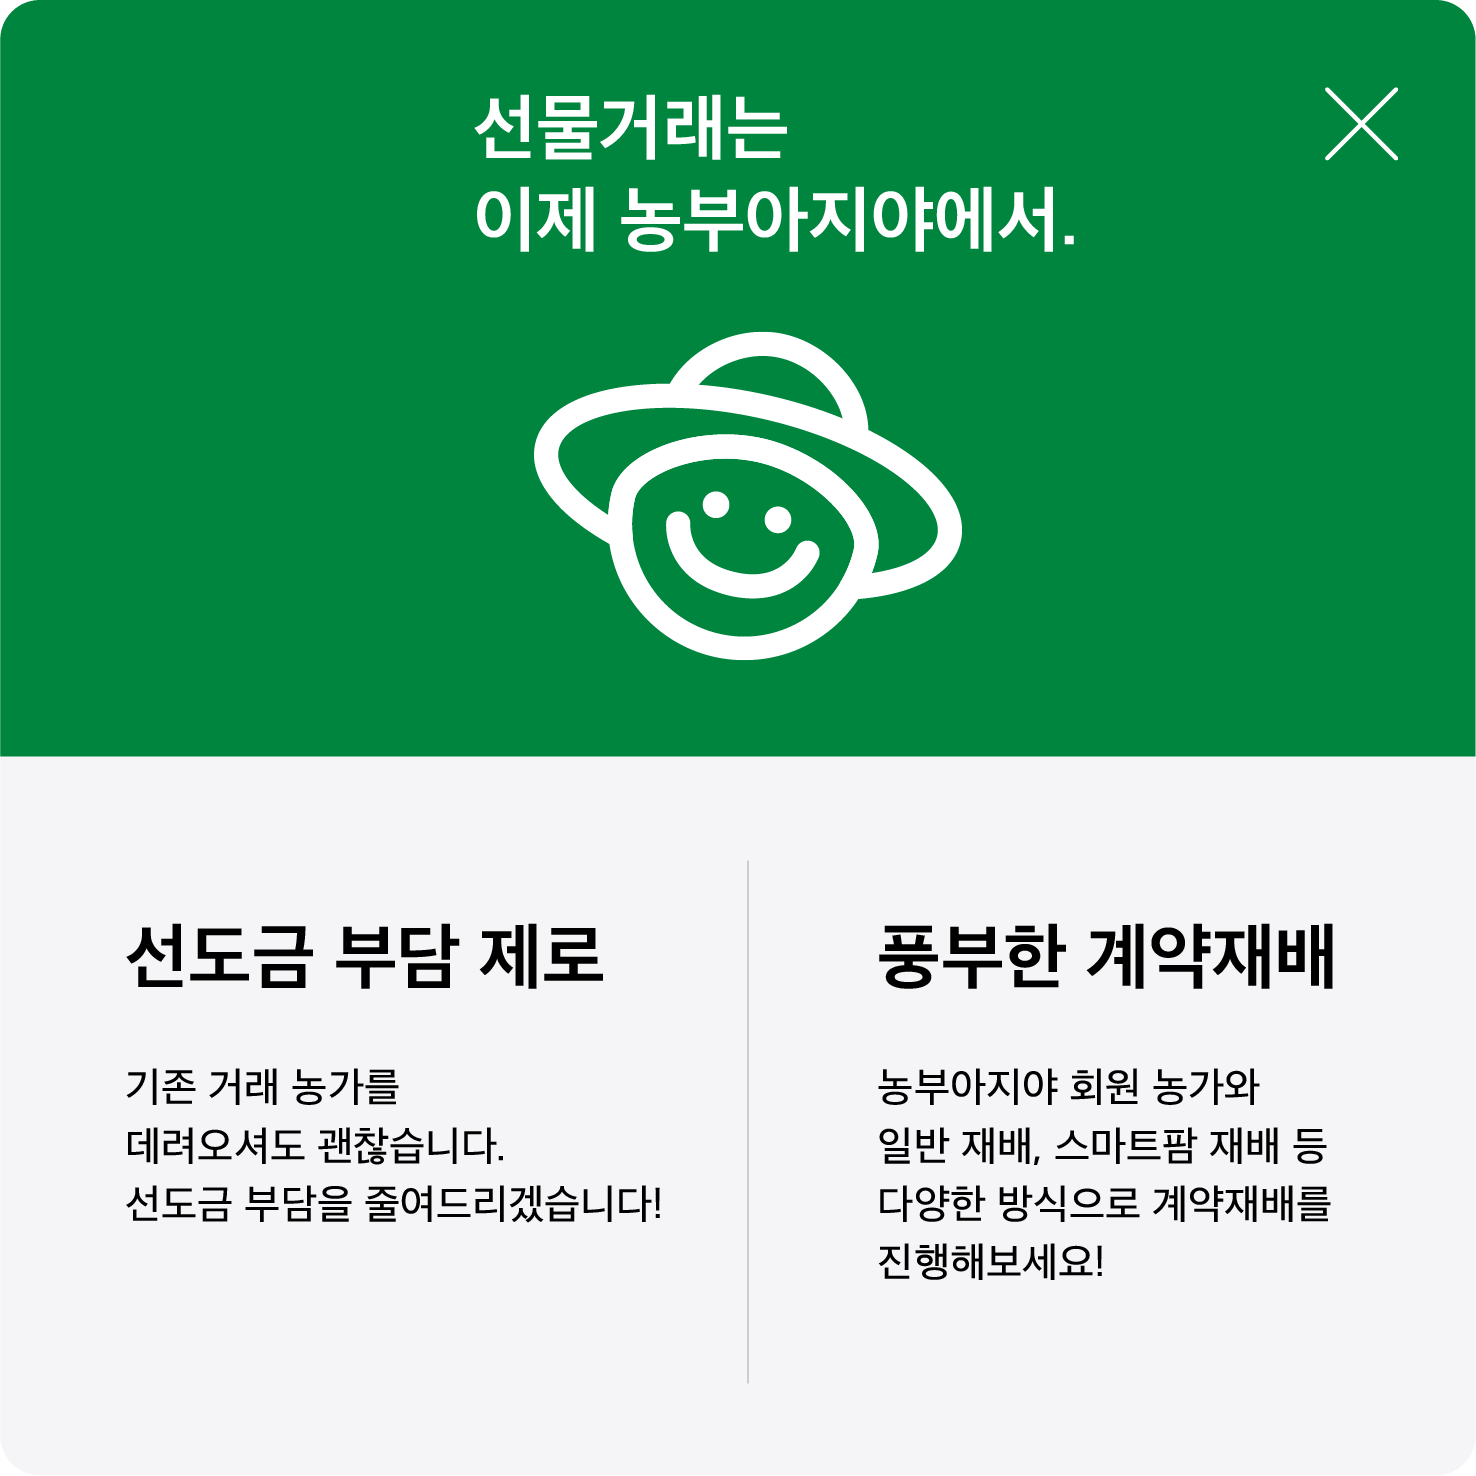 선물거래는
이제 농부아지야에서.
선도금 부담 제로
기존 거래 농가를
데려오셔도 괜찮습니다.
선도금 부담을 줄여드리겠습니다!
풍부한 계약재배
농부아지야 회원 농가와
일반 재배, 스마트팜 재배 등
다양한 방식으로 계약재배를
진행해보세요!